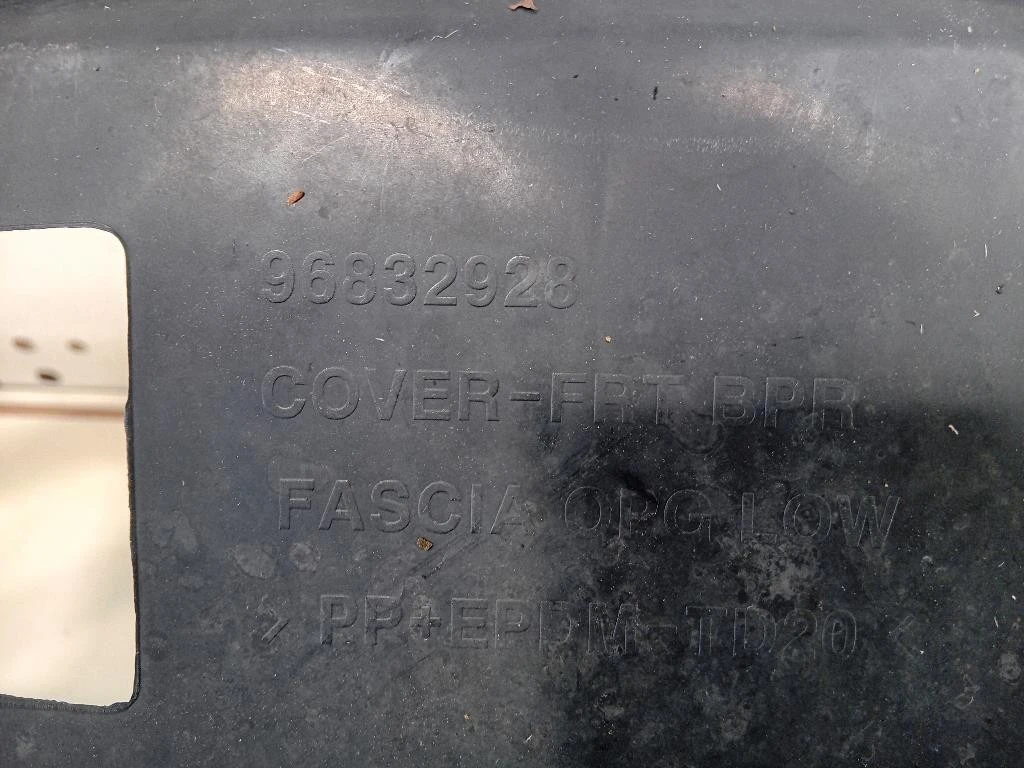 96832928
COVER-FRT BPR
FASCIA OPG LOW
> PP+EPDM-TD20 <